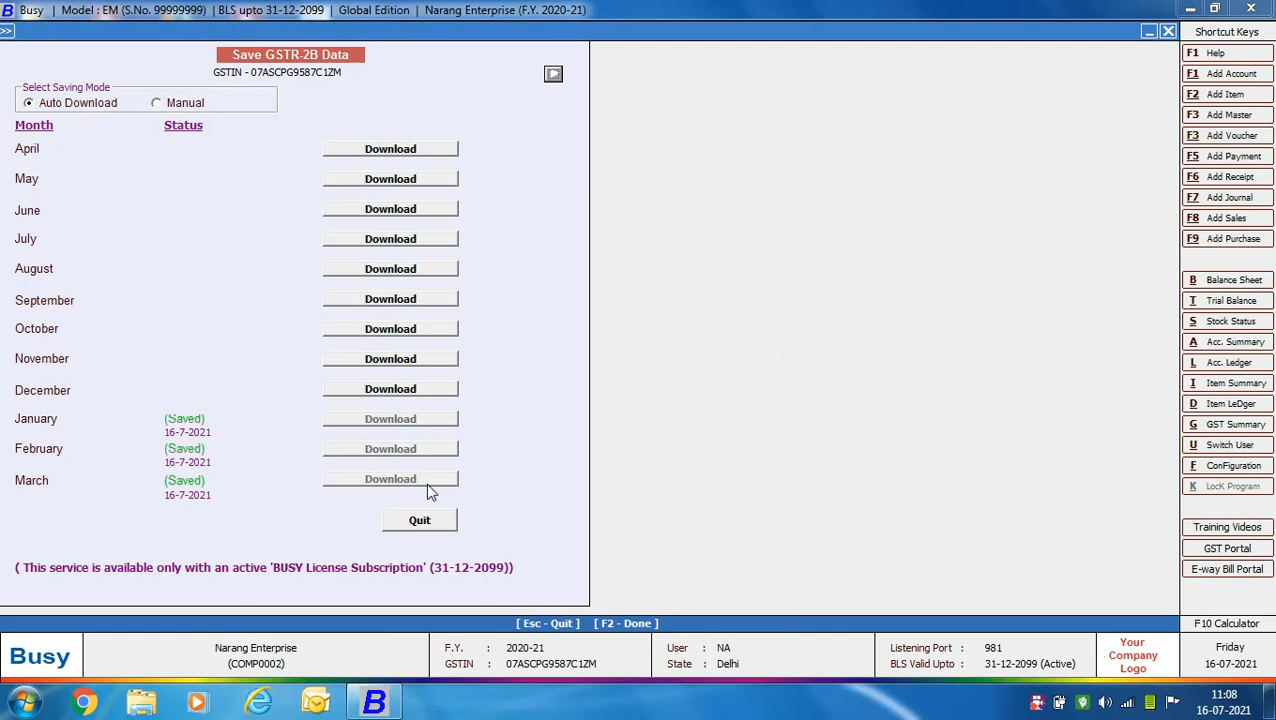 Busy Model : EM (S.No. 99999999) BLS upto 31-12-2099 Global Edition Narang Enterprise (F.Y. 2020-21)
>>
Save GSTR-2B Data
GSTIN - 07ASCPG9587C1ZM
Select Saving Mode
Auto Download Manual
Month Status
April Download
May Download
June Download
July Download
August Download
September Download
October Download
November Download
December Download
January (Saved) Download
16-7-2021
February (Saved) Download
16-7-2021
March (Saved) Download
16-7-2021
Quit
( This service is available only with an active 'BUSY License Subscription' (31-12-2099))
[ Esc - Quit ] [ F2 - Done ]
Shortcut Keys
F1 Help
F1 Add Account
F2 Add Item
F3 Add Master
F3 Add Voucher
F5 Add Payment
F6 Add Receipt
F7 Add Journal
F8 Add Sales
F9 Add Purchase
B Balance Sheet
T Trial Balance
S Stock Status
A Acc. Summary
L Acc. Ledger
I Item Summary
D Item LeDger
G GST Summary
U Switch User
F ConFiguration
K LocK Program
Training Videos
GST Portal
E-way Bill Portal
F10 Calculator
Busy
Narang Enterprise
(COMP0002)
F.Y. : 2020-21
GSTIN : 07ASCPG9587C1ZM
User : NA
State : Delhi
Listening Port : 981
BLS Valid Upto : 31-12-2099 (Active)
Your
Company
Logo
Friday
16-07-2021
B
11:08
16-07-2021